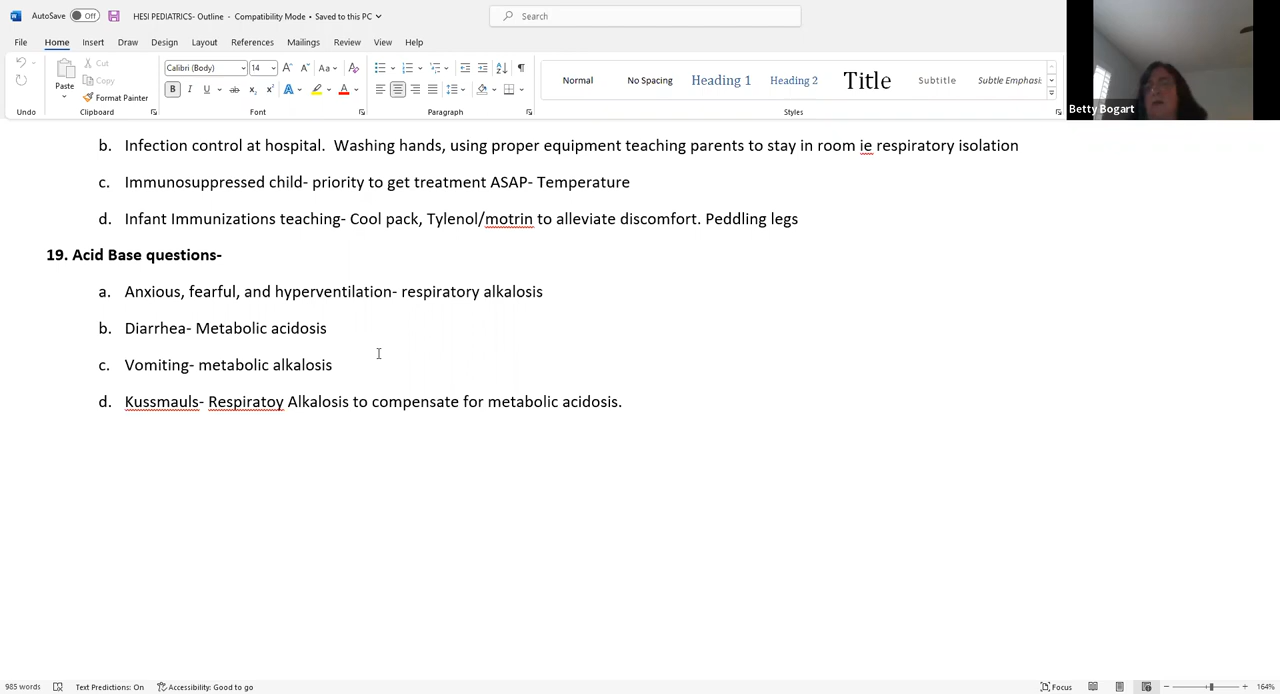 AutoSave Off HESI PEDIATRICS- Outline - Compatibility Mode • Saved to this PC Search
File Home Insert Draw Design Layout References Mailings Review View Help
Cut
Copy
Paste
Format Painter
Calibri (Body) 14
Normal No Spacing Heading 1 Heading 2 Title Subtitle Subtle Emphasi
Undo Clipboard Font Paragraph Styles
Betty Bogart
b. Infection control at hospital. Washing hands, using proper equipment teaching parents to stay in room ie respiratory isolation
c. Immunosuppressed child- priority to get treatment ASAP- Temperature
d. Infant Immunizations teaching- Cool pack, Tylenol/motrin to alleviate discomfort. Peddling legs
19. Acid Base questions-
a. Anxious, fearful, and hyperventilation- respiratory alkalosis
b. Diarrhea- Metabolic acidosis
c. Vomiting- metabolic alkalosis
d. Kussmauls- Respiratoy Alkalosis to compensate for metabolic acidosis.
985 words Text Predictions: On Accessibility: Good to go Focus 164%